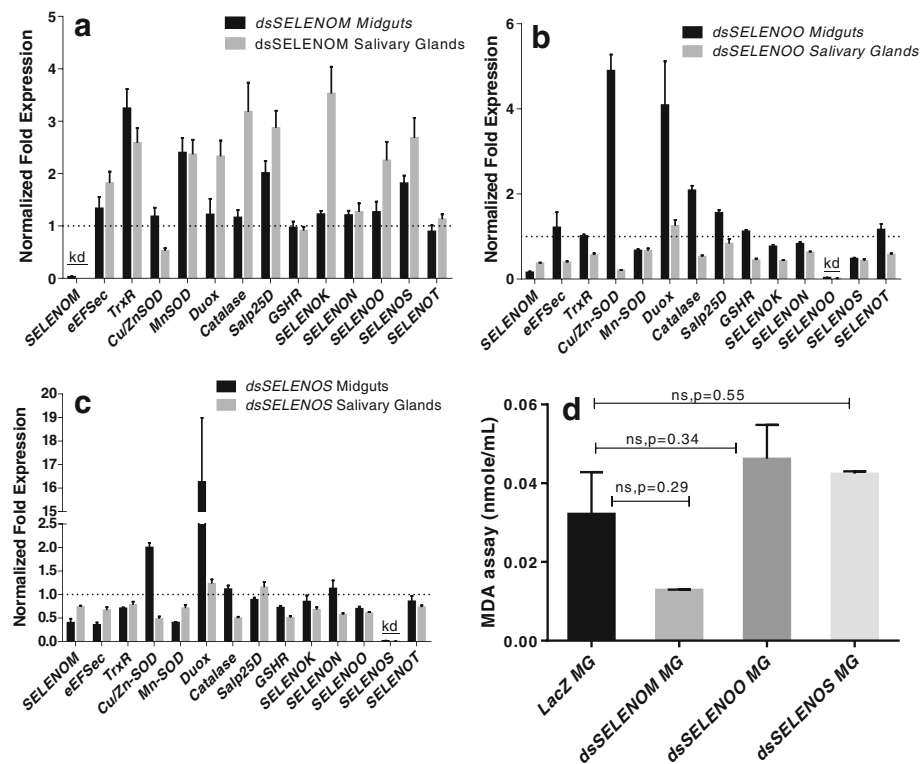 a
dsSELENOM Midguts
dsSELENOM Salivary Glands
Normalized Fold Expression
5
4
3
2
1
0
kd
SELENOM
eEFSec
TrxR
Cu/ZnSOD
MnSOD
Duox
Catalase
Salp25D
GSHR
SELENOK
SELENON
SELENOO
SELENOS
SELENOT
b
dsSELENOO Midguts
dsSELENOO Salivary Glands
Normalized Fold Expression
6
4
2
1
0
kd
SELENOM
eEFSec
TrxR
Cu/Zn-SOD
Mn-SOD
Duox
Catalase
Salp25D
GSHR
SELENOK
SELENON
SELENOO
SELENOS
SELENOT
c
dsSELENOS Midguts
dsSELENOS Salivary Glands
Normalized Fold Expression
20
19
18
17
16
15
2.5
2.0
1.5
1.0
0.5
0.0
kd
SELENOM
eEFSec
TrxR
Cu/Zn-SOD
Mn-SOD
Duox
Catalase
Salp25D
GSHR
SELENOK
SELENON
SELENOO
SELENOS
SELENOT
d
ns,p=0.55
ns,p=0.34
ns,p=0.29
MDA assay (nmole/mL)
0.06
0.04
0.02
0.00
LacZ MG
dsSELENOM MG
dsSELENOO MG
dsSELENOS MG